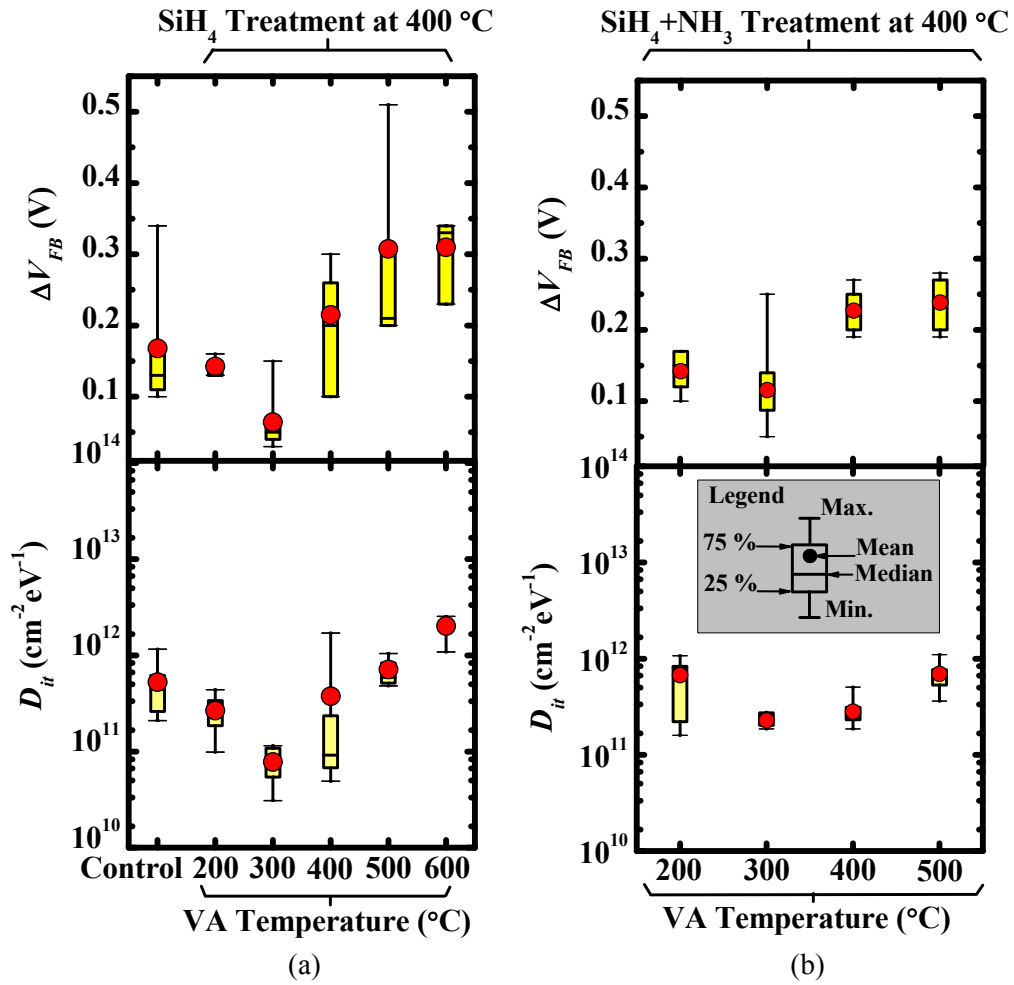 SiH4 Treatment at 400 °C
0.5
0.4
0.3
0.2
0.1
ΔVFB (V)
10^14
10^13
10^12
10^11
10^10
Dit (cm^-2 eV^-1)
Control 200 300 400 500 600
VA Temperature (°C)
(a)
SiH4+NH3 Treatment at 400 °C
0.5
0.4
0.3
0.2
0.1
ΔVFB (V)
10^14
10^13
10^12
10^11
10^10
Dit (cm^-2 eV^-1)
Legend
Max.
75 %
Mean
Median
25 %
Min.
200 300 400 500
VA Temperature (°C)
(b)